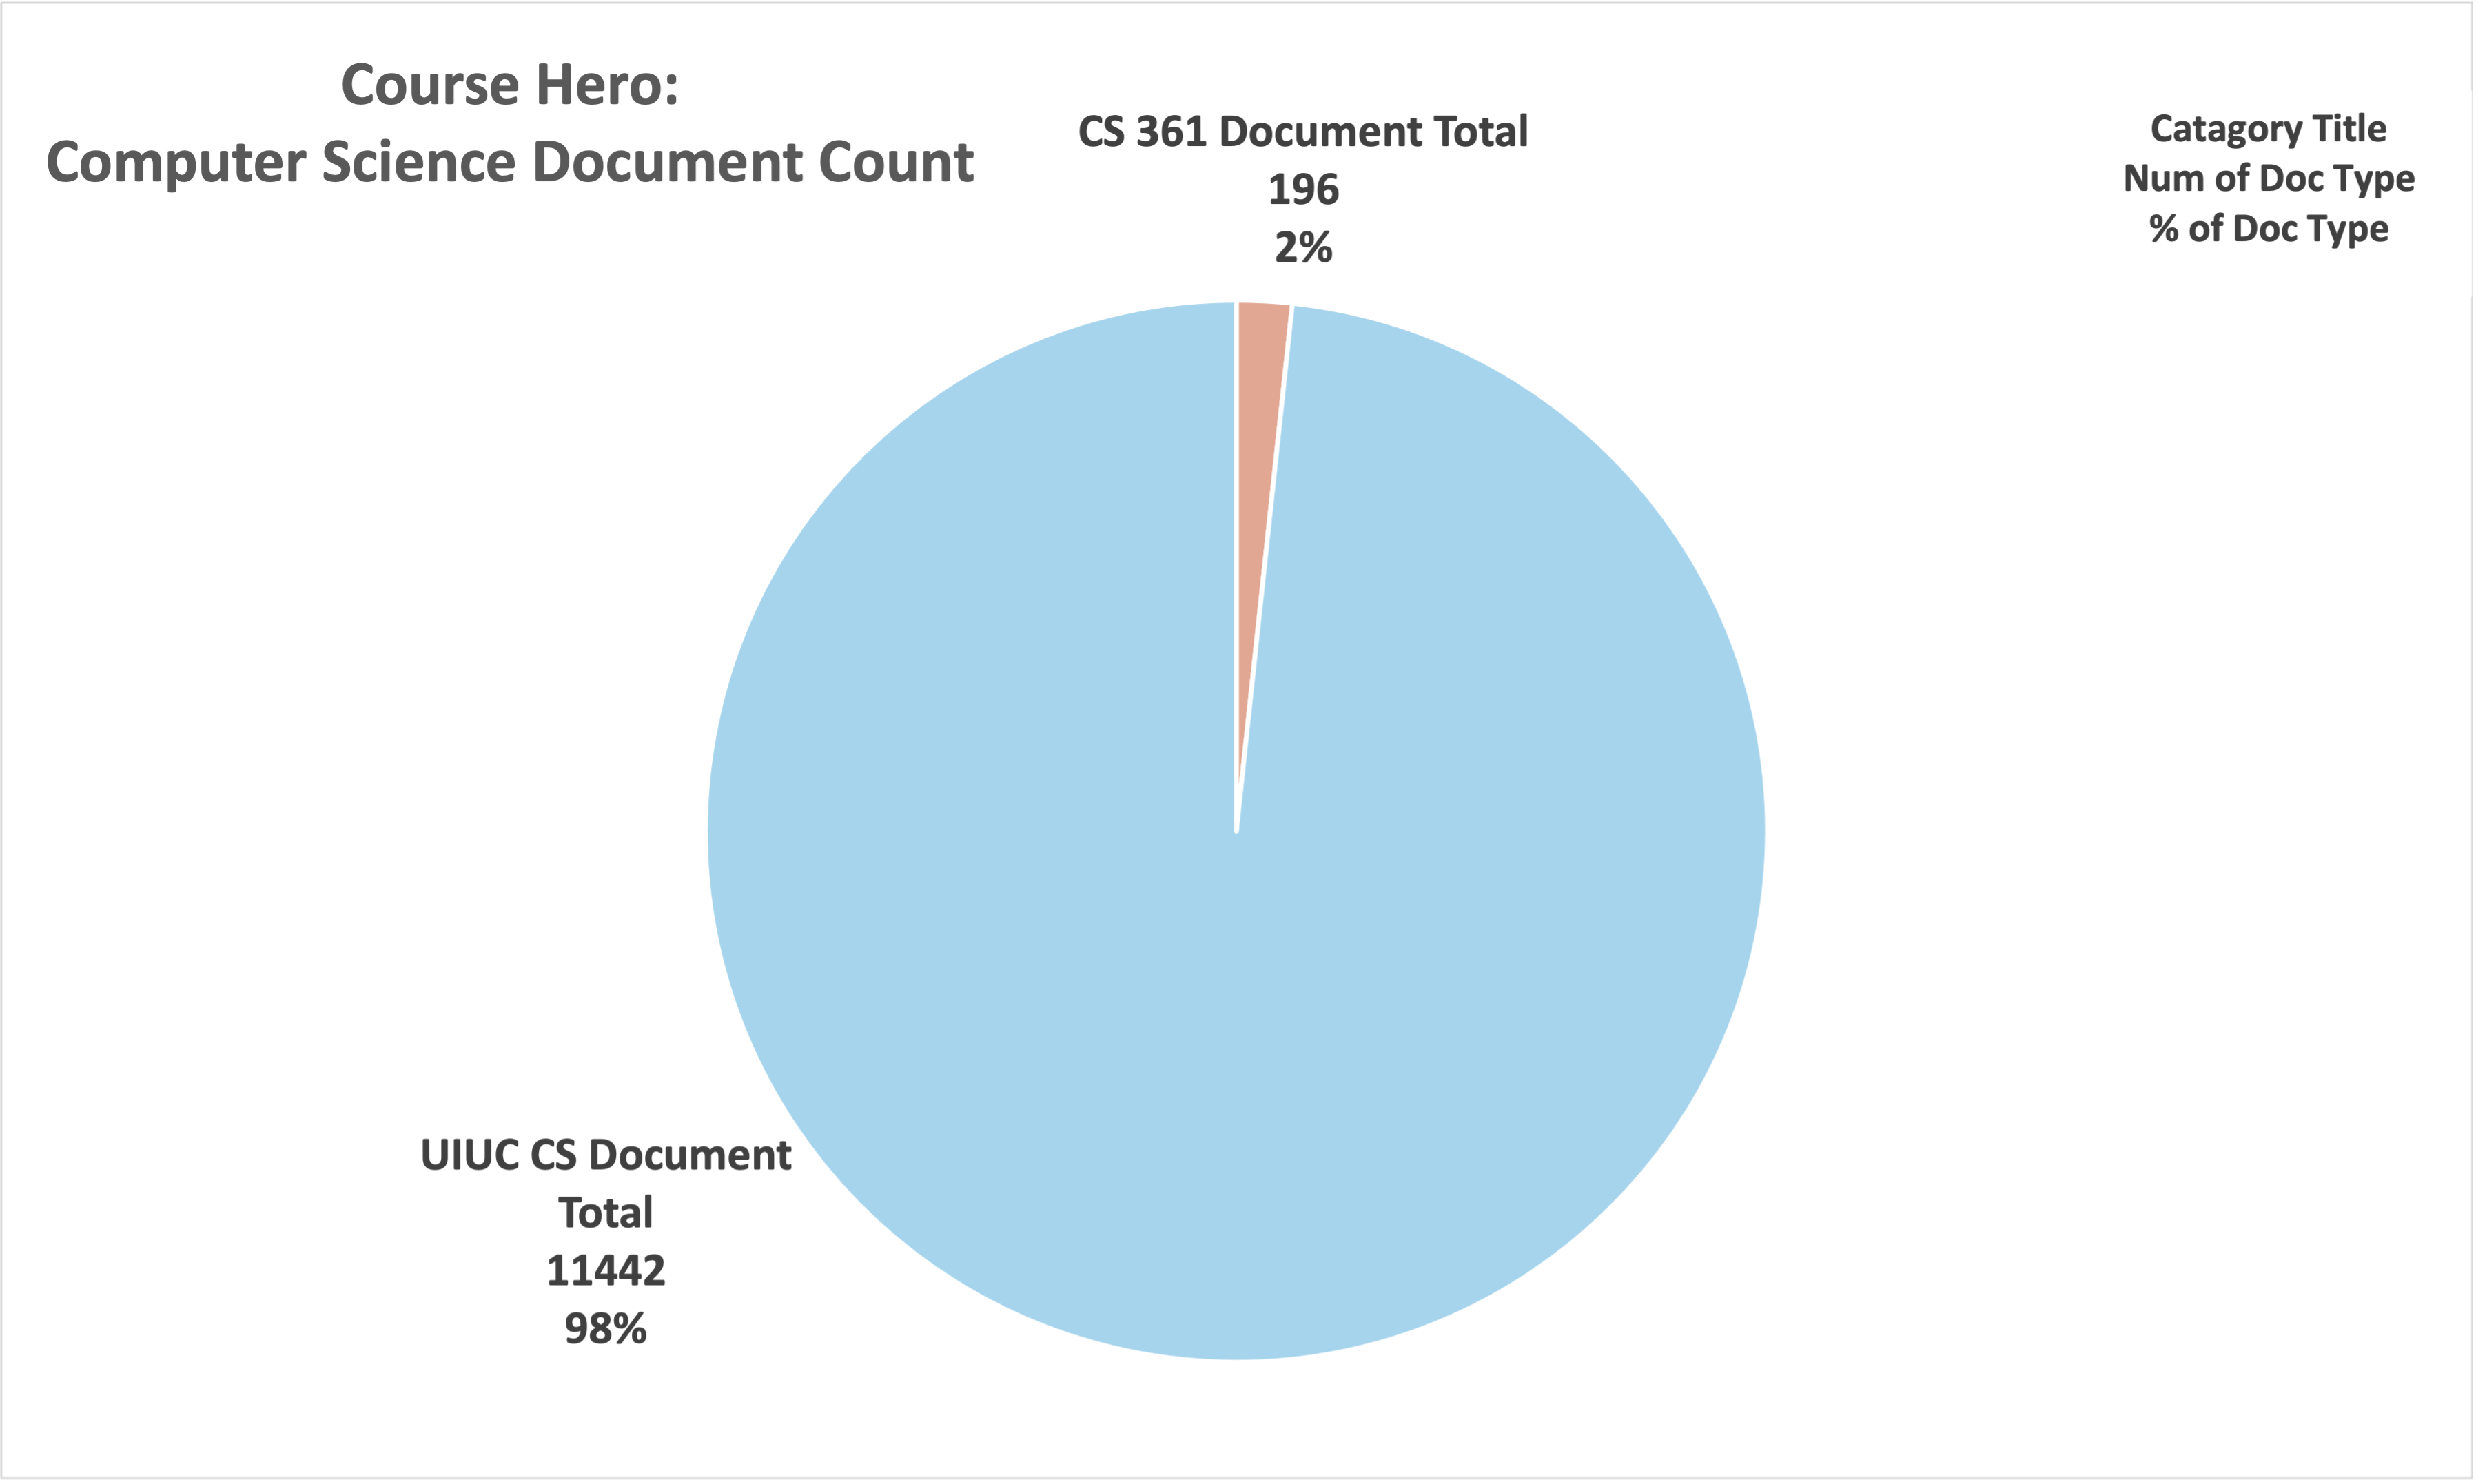 Course Hero:
Computer Science Document Count
CS 361 Document Total
196
2%
Catagory Title
Num of Doc Type
% of Doc Type
UIUC CS Document
Total
11442
98%